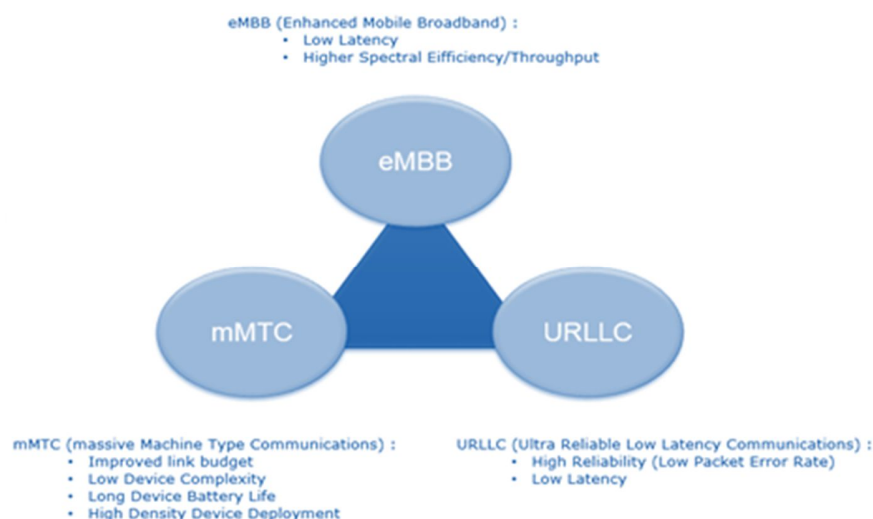 eMBB (Enhanced Mobile Broadband) :
• Low Latency
• Higher Spectral Eifficiency/Throughput
eMBB
mMTC
URLLC
mMTC (massive Machine Type Communications) :
• Improved link budget
• Low Device Complexity
• Long Device Battery Life
• High Density Device Deployment
URLLC (Ultra Reliable Low Latency Communications) :
• High Reliability (Low Packet Error Rate)
• Low Latency